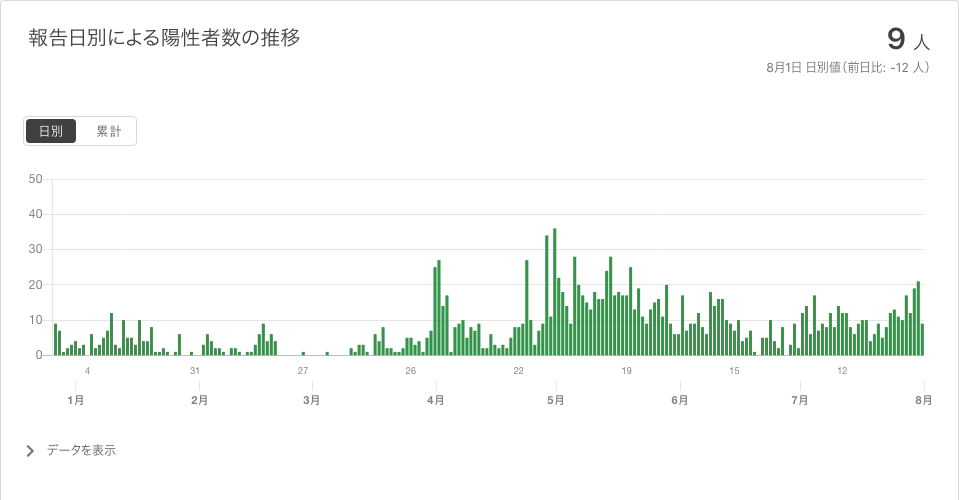 報告日別による陽性者数の推移
9 人
8月1日 日別値(前日比: -12 人)
日別 累計
50
40
30
20
10
0
4 31 27 26 22 19 15 12
1月 2月 3月 4月 5月 6月 7月 8月
データを表示